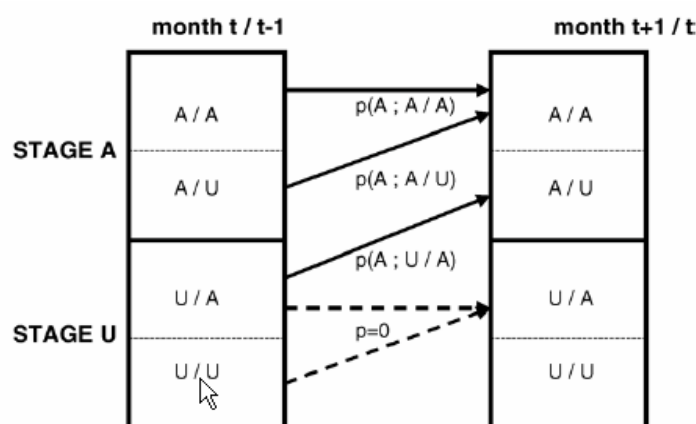 month t / t-1
month t+1 / t
A / A
p(A ; A / A)
A / A
STAGE A
A / U
p(A ; A / U)
A / U
p(A ; U / A)
U / A
U / A
STAGE U
p=0
U / U
U / U